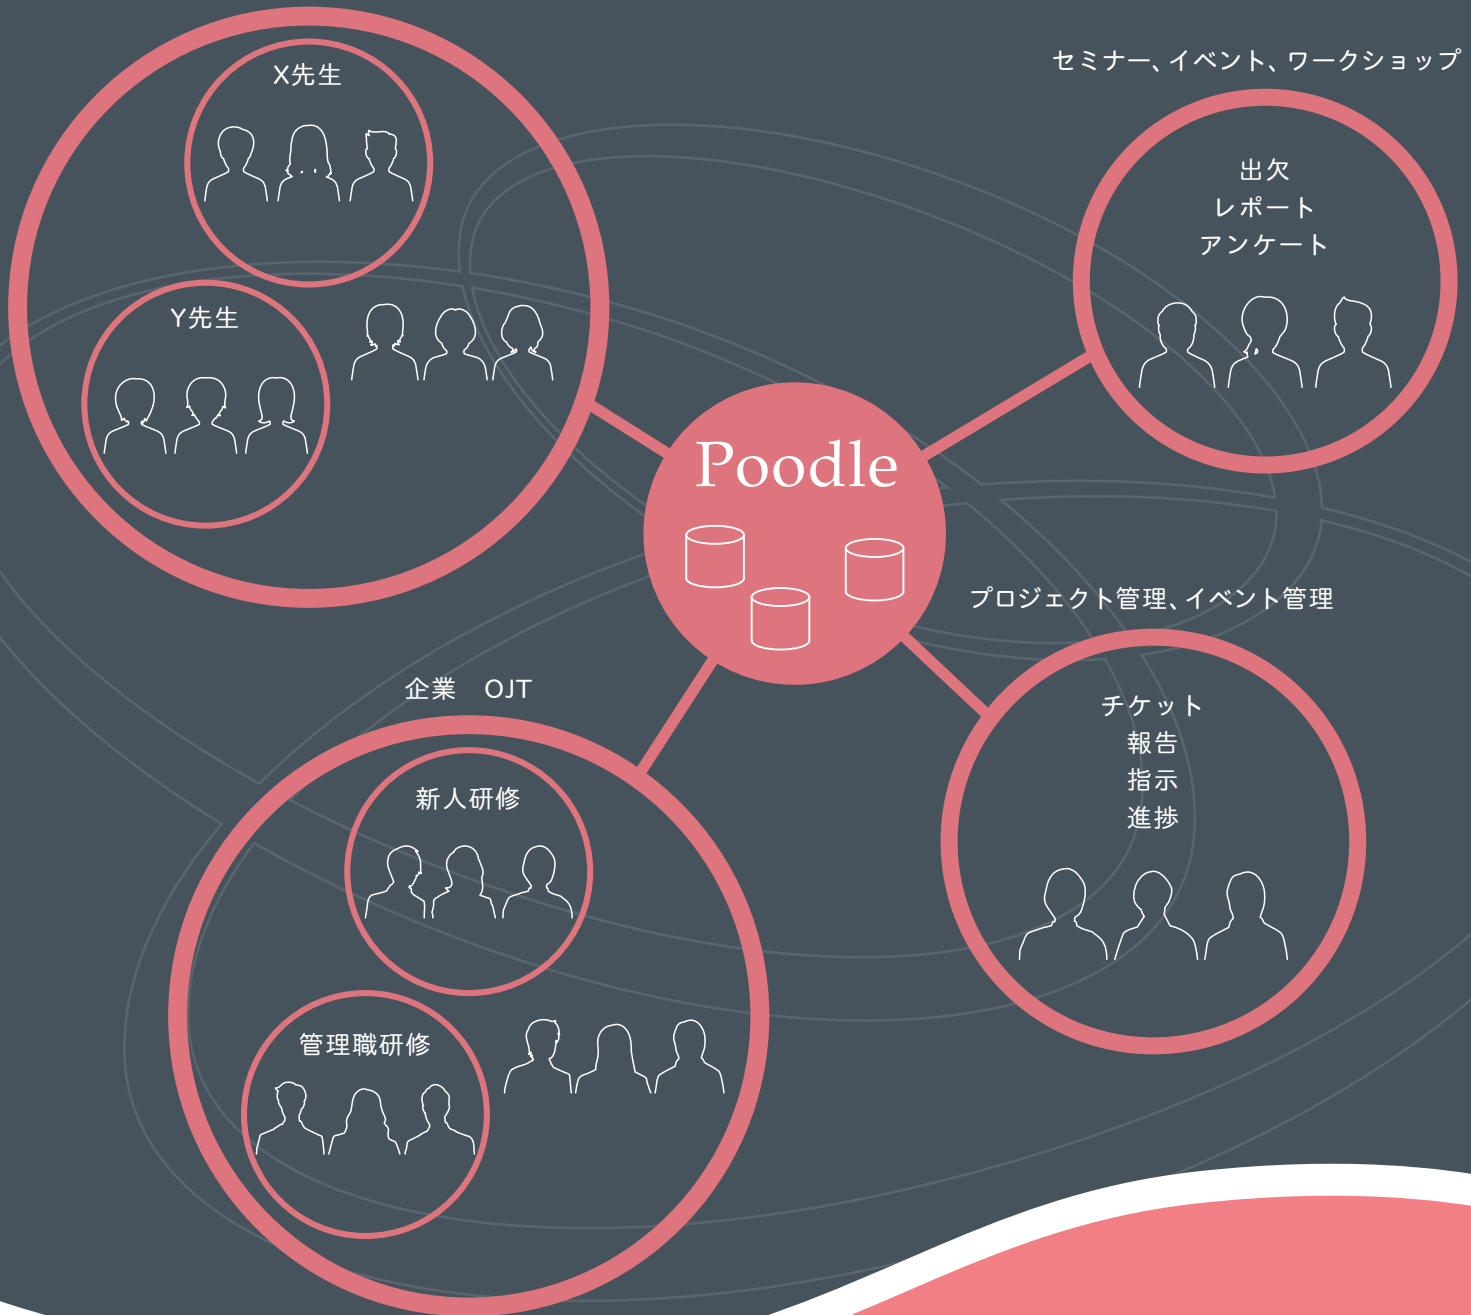 X先生
Y先生
セミナー、イベント、ワークショップ
出欠
レポート
アンケート
Poodle
プロジェクト管理、イベント管理
チケット
報告
指示
進捗
企業　OJT
新人研修
管理職研修